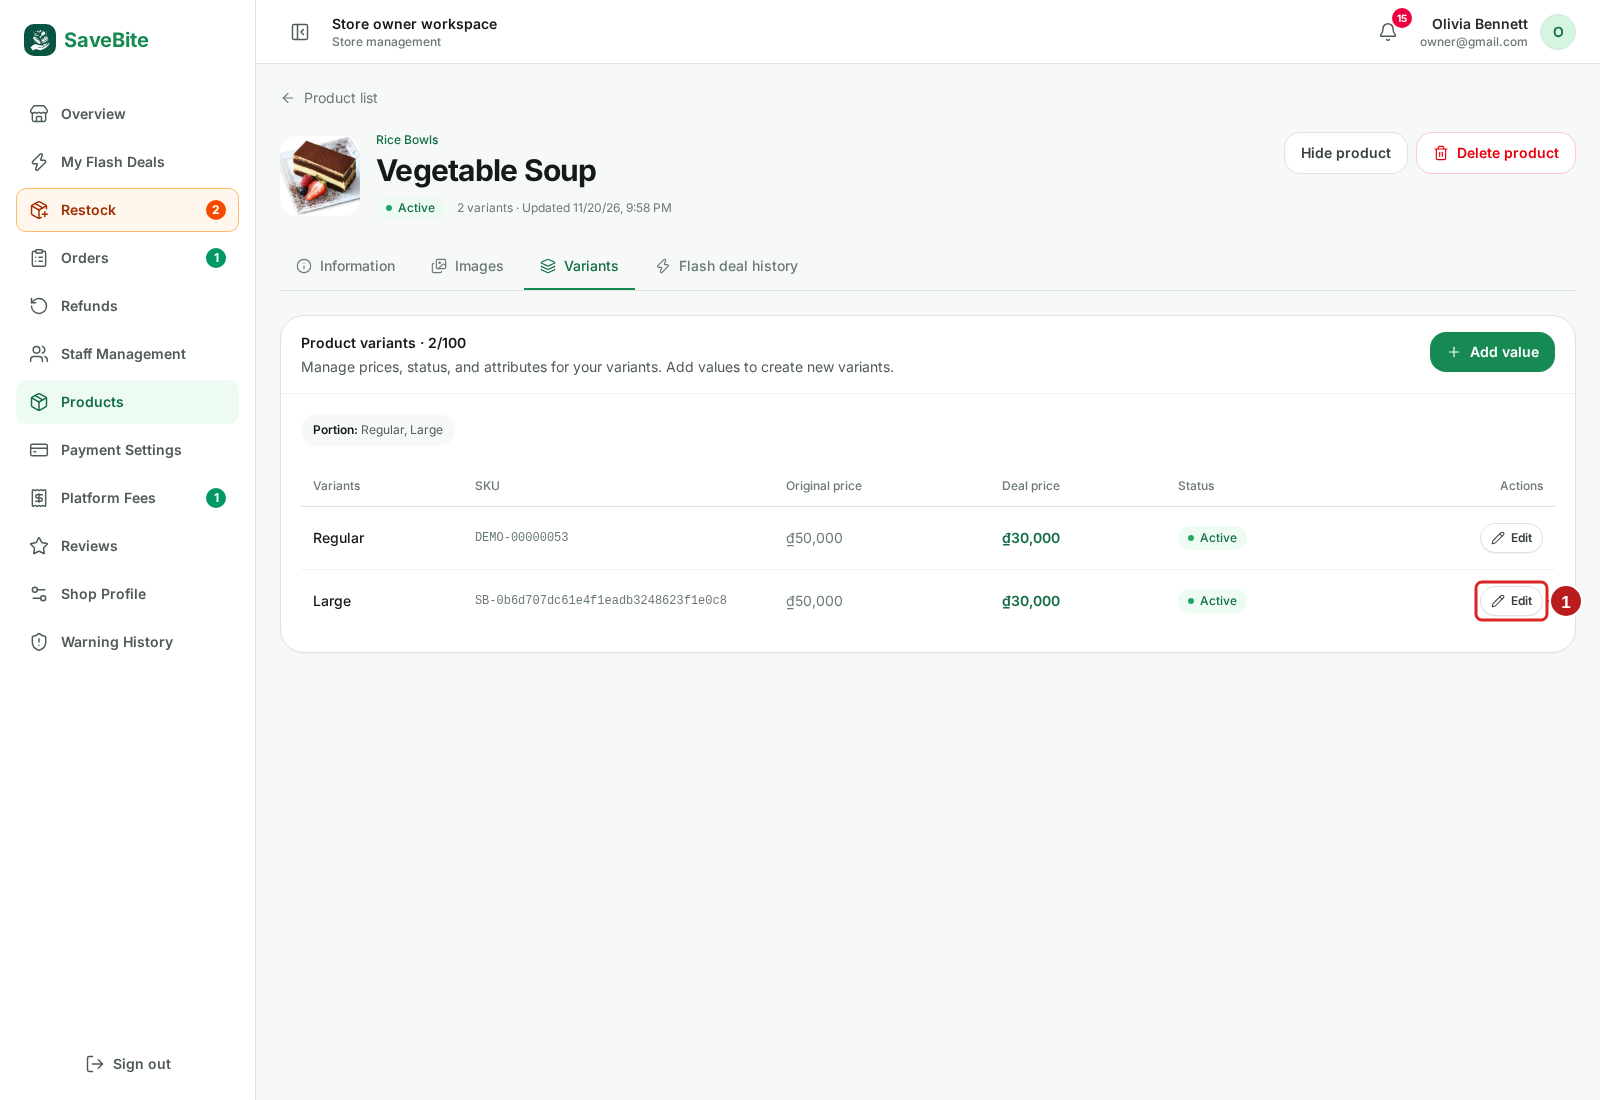 SaveBite
Store owner workspace
Store management
15
Olivia Bennett
owner@gmail.com
O
Overview
My Flash Deals
Restock 2
Orders 1
Refunds
Staff Management
Products
Payment Settings
Platform Fees 1
Reviews
Shop Profile
Warning History
Sign out
Product list
Rice Bowls
Vegetable Soup
Active 2 variants · Updated 11/20/26, 9:58 PM
Hide product
Delete product
Information Images Variants Flash deal history
Product variants · 2/100
Manage prices, status, and attributes for your variants. Add values to create new variants.
Add value
Portion: Regular, Large
Variants SKU Original price Deal price Status Actions
Regular DEMO-00000053 ₫50,000 ₫30,000 Active Edit
Large SB-0b6d707dc61e4f1eadb3248623f1e0c8 ₫50,000 ₫30,000 Active Edit 1